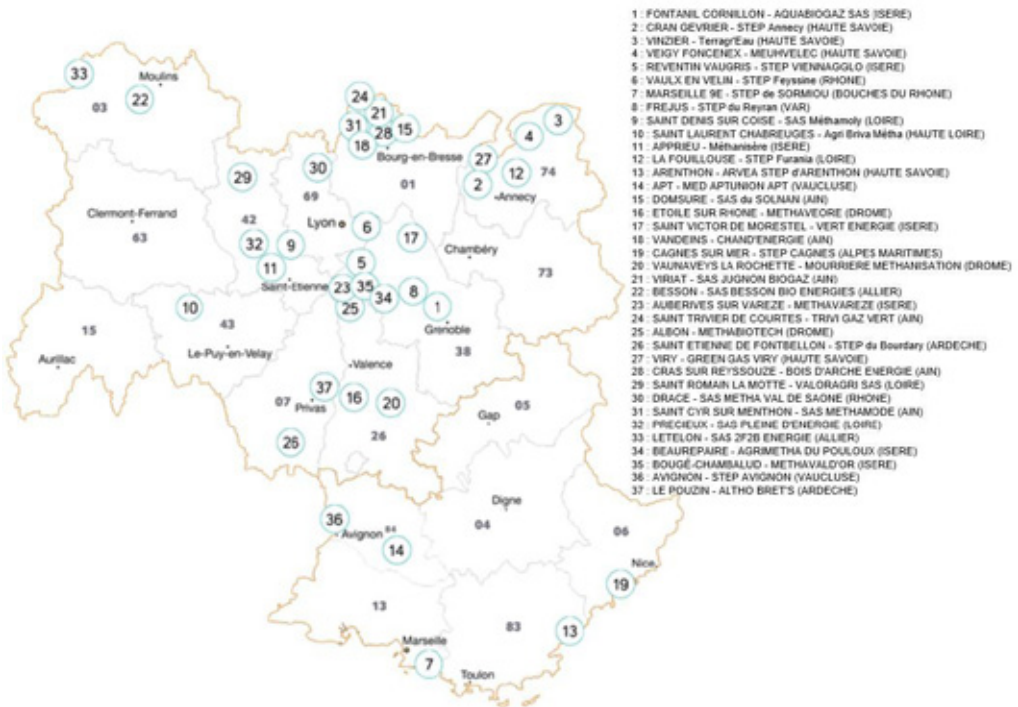 1 : FONTANIL CORNILLON - AQUABIOGAZ SAS (ISERE)
2 : CRAN GEVRIER - STEP Annecy (HAUTE SAVOIE)
3 : VINZIER - Terragr'Eau (HAUTE SAVOIE)
4 : VEIGY FONCENEX - MEUHVELEC (HAUTE SAVOIE)
5 : REVENTIN VAUGRIS - STEP VIENNAGGLO (ISERE)
6 : VAULX EN VELIN - STEP Feyssine (RHONE)
7 : MARSEILLE 9E - STEP de SORMIOU (BOUCHES DU RHONE)
8 : FREJUS - STEP du Reyran (VAR)
9 : SAINT DENIS SUR COISE - SAS Méthamoly (LOIRE)
10 : SAINT LAURENT CHABREUGES - Agri Briva Métha (HAUTE LOIRE)
11 : APPRIEU - Méthanisère (ISERE)
12 : LA FOUILLOUSE - STEP Furania (LOIRE)
13 : ARENTHON - ARVEA STEP d'ARENTHON (HAUTE SAVOIE)
14 : APT - MED APTUNION APT (VAUCLUSE)
15 : DOMSURE - SAS du SOLNAN (AIN)
16 : ETOILE SUR RHONE - METHAVEORE (DROME)
17 : SAINT VICTOR DE MORESTEL - VERT ENERGIE (ISERE)
18 : VANDEINS - CHAND'ENERGIE (AIN)
19 : CAGNES SUR MER - STEP CAGNES (ALPES MARITIMES)
20 : VAUNAVEYS LA ROCHETTE - MOURRIERE METHANISATION (DROME)
21 : VIRIAT - SAS JUGNON BIOGAZ (AIN)
22 : BESSON - SAS BESSON BIO ENERGIES (ALLIER)
23 : AUBERIVES SUR VAREZE - METHAVAREZE (ISERE)
24 : SAINT TRIVIER DE COURTES - TRIVI GAZ VERT (AIN)
25 : ALBON - METHABIOTECH (DROME)
26 : SAINT ETIENNE DE FONTBELLON - STEP du Bourdary (ARDECHE)
27 : VIRY - GREEN GAS VIRY (HAUTE SAVOIE)
28 : CRAS SUR REYSSOUZE - BOIS D'ARCHE ENERGIE (AIN)
29 : SAINT ROMAIN LA MOTTE - VALORAGRI SAS (LOIRE)
30 : DRACE - SAS METHA VAL DE SAONE (RHONE)
31 : SAINT CYR SUR MENTHON - SAS METHAMODE (AIN)
32 : PRECIEUX - SAS PLEINE D'ENERGIE (LOIRE)
33 : LETELON - SAS 2F2B ENERGIE (ALLIER)
34 : BEAUREPAIRE - AGRIMETHA DU POULOUX (ISERE)
35 : BOUGÉ-CHAMBALUD - METHAVALD'OR (ISERE)
36 : AVIGNON - STEP AVIGNON (VAUCLUSE)
37 : LE POUZIN - ALTHO BRET'S (ARDECHE)
33
Moulins
22
03
24
21
31
28
15
18
Bourg-en-Bresse
3
4
27
12
2
74
Annecy
30
29
69
01
42
Clermont-Ferrand
63
Lyon
6
17
32
9
Chambéry
11
5
73
Saint-Etienne
23
35
34
8
1
25
Grenoble
10
43
15
Le-Puy-en-Velay
38
Aurillac
Valence
07
37
Privas
16
20
05
Gap
26
26
Digne
04
36
Avignon
84
14
06
Nice
19
13
83
13
Marseille
7
Toulon